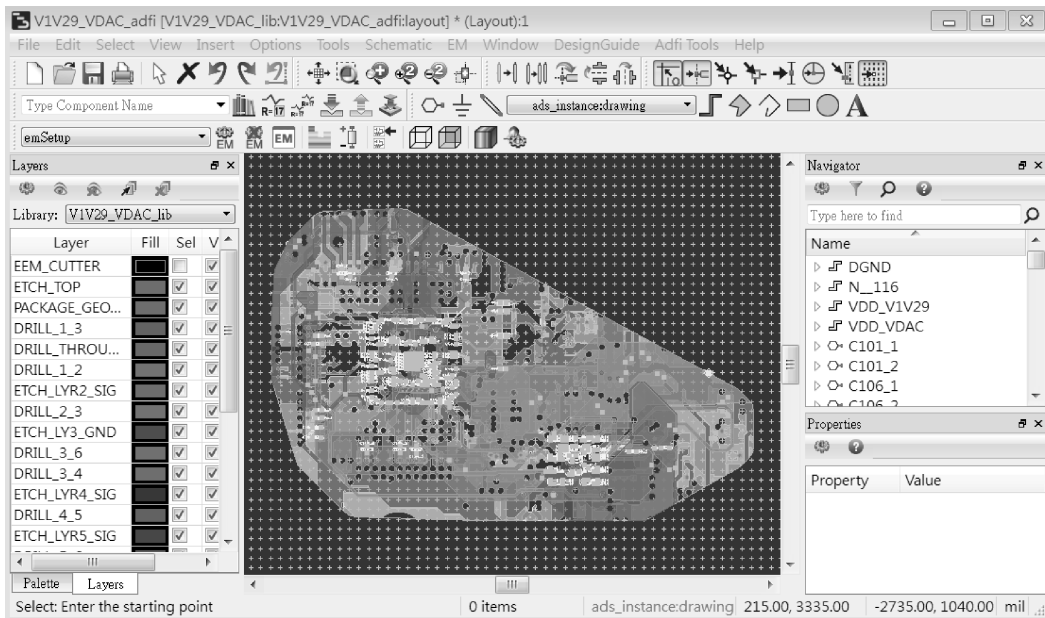 V1V29_VDAC_adfi [V1V29_VDAC_lib:V1V29_VDAC_adfi:layout] * (Layout):1
File Edit Select View Insert Options Tools Schematic EM Window DesignGuide Adfi Tools Help
Type Component Name
R=17
ads_instance:drawing
A
emSetup
EM
EM
EM
Layers
Library: V1V29_VDAC_lib
Layer Fill Sel V
EEM_CUTTER
ETCH_TOP
PACKAGE_GEO...
DRILL_1_3
DRILL_THROU...
DRILL_1_2
ETCH_LYR2_SIG
DRILL_2_3
ETCH_LY3_GND
DRILL_3_6
DRILL_3_4
ETCH_LYR4_SIG
DRILL_4_5
ETCH_LYR5_SIG
Palette Layers
Navigator
Type here to find
Name
DGND
N__116
VDD_V1V29
VDD_VDAC
C101_1
C101_2
C106_1
C106_2
Properties
Property Value
Select: Enter the starting point
0 items
ads_instance:drawing
215.00, 3335.00
-2735.00, 1040.00
mil